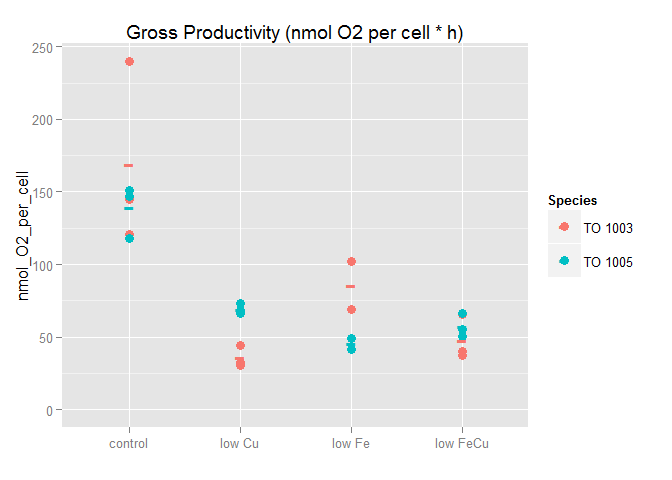 Gross Productivity (nmol O2 per cell * h)
nmol_O2_per_cell
250
200
150
100
50
0
control
low Cu
low Fe
low FeCu
Species
TO 1003
TO 1005